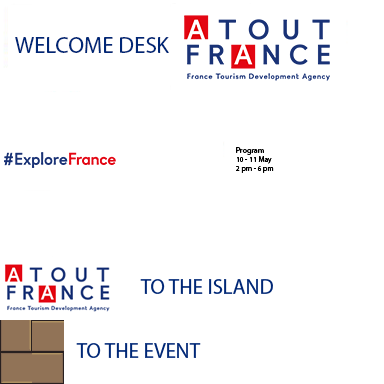 WELCOME DESK
ATOUT
FRANCE
France Tourism Development Agency
#ExploreFrance
Program
10 - 11 May
2 pm - 6 pm
ATOUT
FRANCE
France Tourism Development Agency
TO THE ISLAND
TO THE EVENT